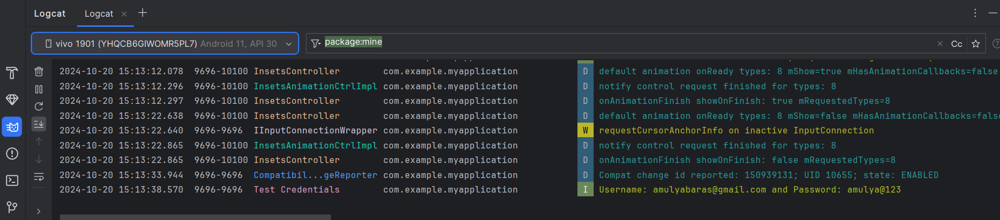 Logcat Logcat
vivo 1901 (YHQCB6GIWOMR5PL7) Android 11, API 30 package:mine Cc
2024-10-20 15:13:12.078 9696-10100 InsetsController com.example.myapplication D default animation onReady types: 8 mShow=true mHasAnimationCallbacks=false
2024-10-20 15:13:12.296 9696-10100 InsetsAnimationCtrlImpl com.example.myapplication D notify control request finished for types: 8
2024-10-20 15:13:12.297 9696-10100 InsetsController com.example.myapplication D onAnimationFinish showOnFinish: true mRequestedTypes=8
2024-10-20 15:13:22.638 9696-10100 InsetsController com.example.myapplication D default animation onReady types: 8 mShow=false mHasAnimationCallbacks=false
2024-10-20 15:13:22.640 9696-9696 IInputConnectionWrapper com.example.myapplication W requestCursorAnchorInfo on inactive InputConnection
2024-10-20 15:13:22.865 9696-10100 InsetsAnimationCtrlImpl com.example.myapplication D notify control request finished for types: 8
2024-10-20 15:13:22.865 9696-10100 InsetsController com.example.myapplication D onAnimationFinish showOnFinish: false mRequestedTypes=8
2024-10-20 15:13:33.944 9696-9696 Compatibil...geReporter com.example.myapplication D Compat change id reported: 150939131; UID 10655; state: ENABLED
2024-10-20 15:13:38.570 9696-9696 Test Credentials com.example.myapplication I Username: amulyabaras@gmail.com and Password: amulya@123